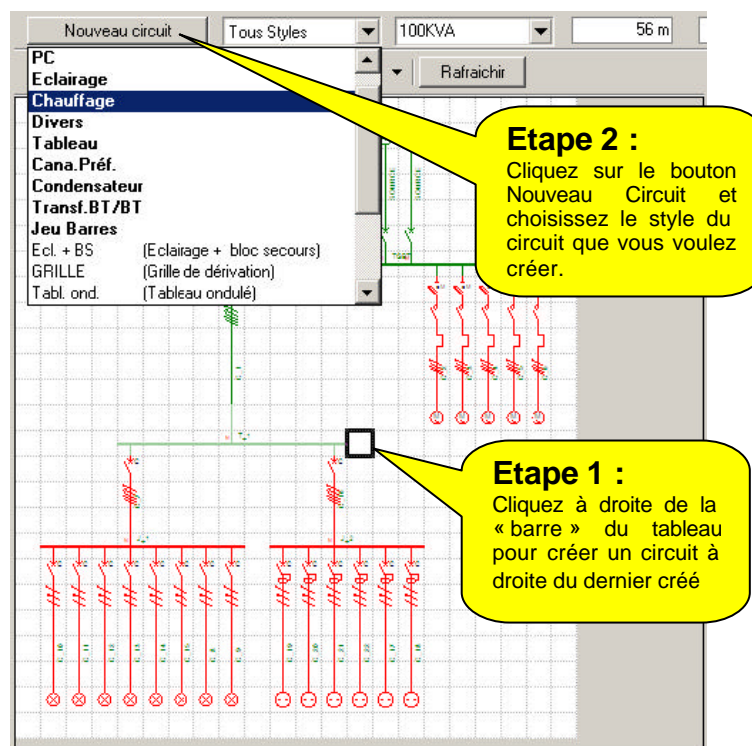 Nouveau circuit
Tous Styles
100KVA
56 m
Rafraichir
PC
Eclairage
Chauffage
Divers
Tableau
Cana.Préf.
Condensateur
Transf.BT/BT
Jeu Barres
Ecl. + BS (Eclairage + bloc secours)
GRILLE (Grille de dérivation)
Tabl. ond. (Tableau ondulé)
Etape 2 :
Cliquez sur le bouton
Nouveau Circuit et
choisissez le style du
circuit que vous voulez
créer.
SOURCE
SOURCE
Etape 1 :
Cliquez à droite de la
« barre » du tableau
pour créer un circuit à
droite du dernier créé